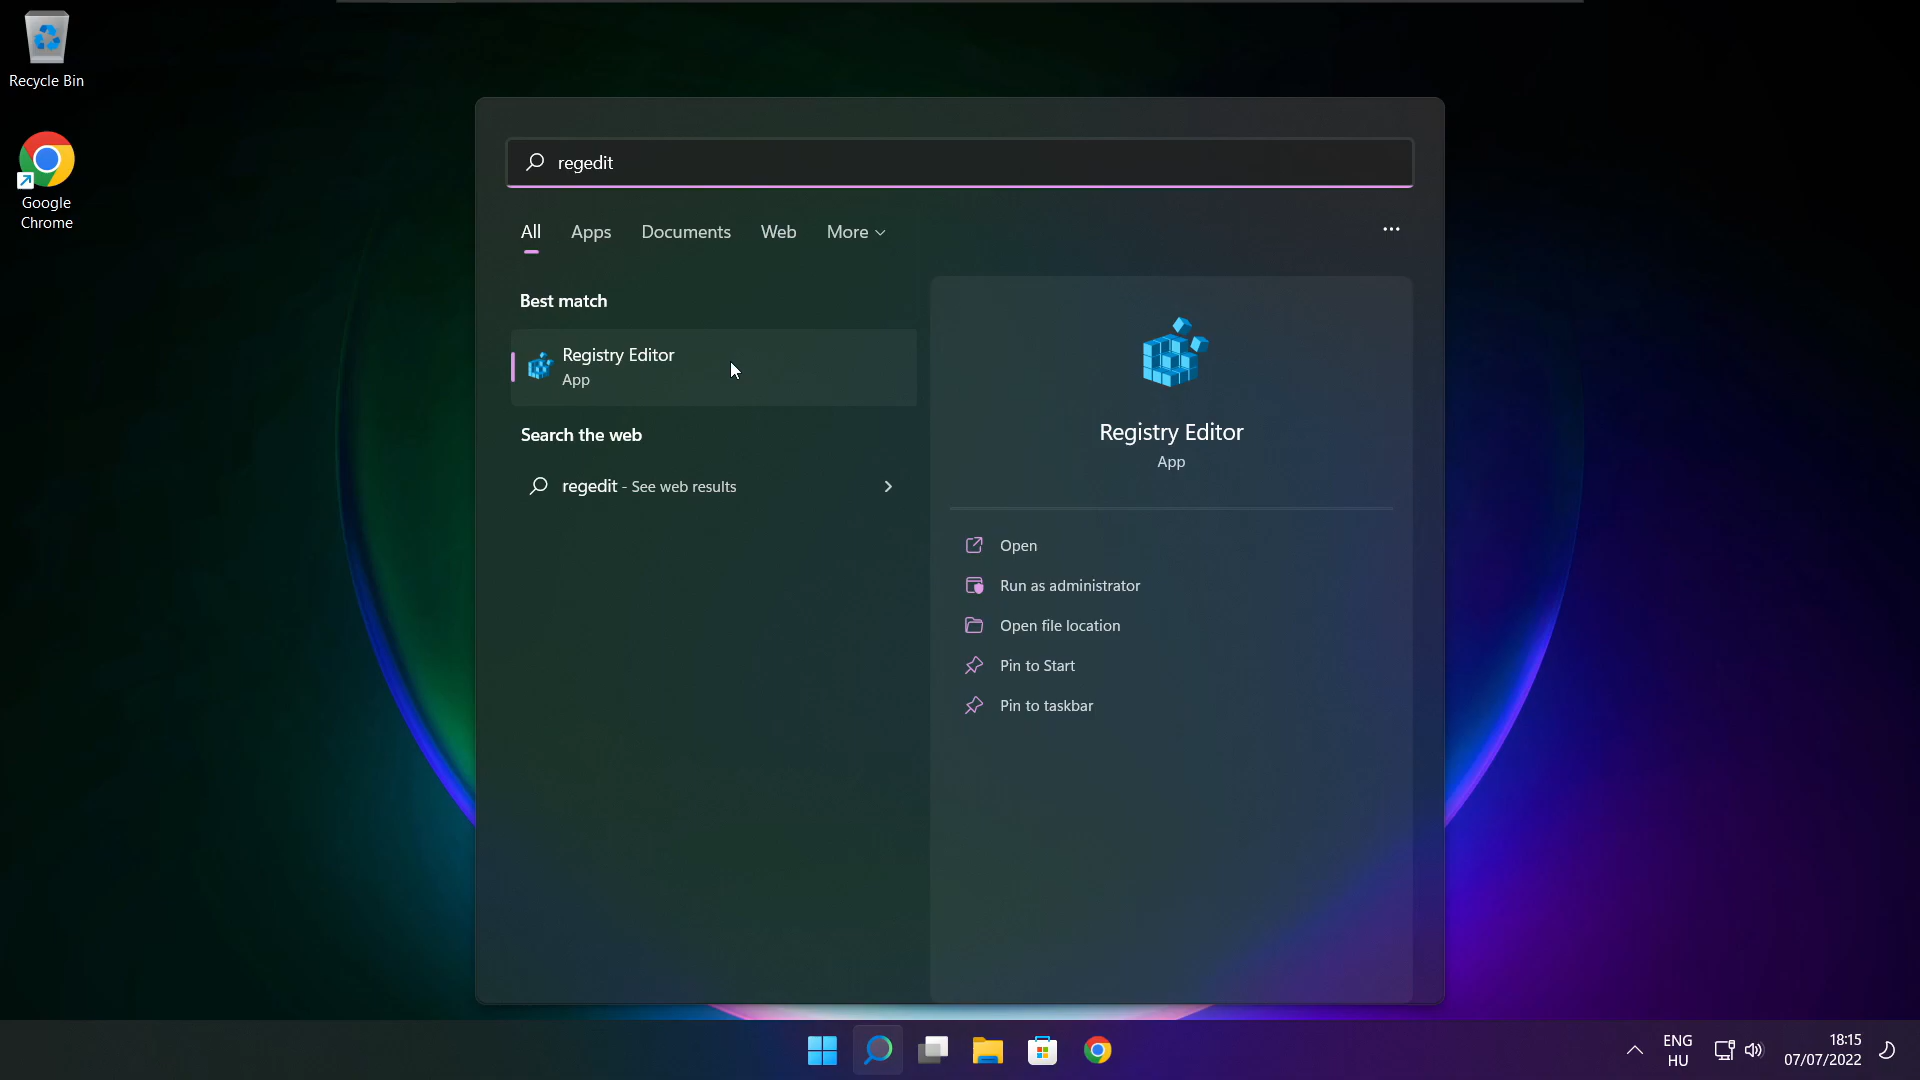 Recycle Bin
Google
Chrome
regedit
All Apps Documents Web More
Best match
Registry Editor
App
Search the web
regedit - See web results
Registry Editor
App
Open
Run as administrator
Open file location
Pin to Start
Pin to taskbar
ENG
HU
18:15
07/07/2022